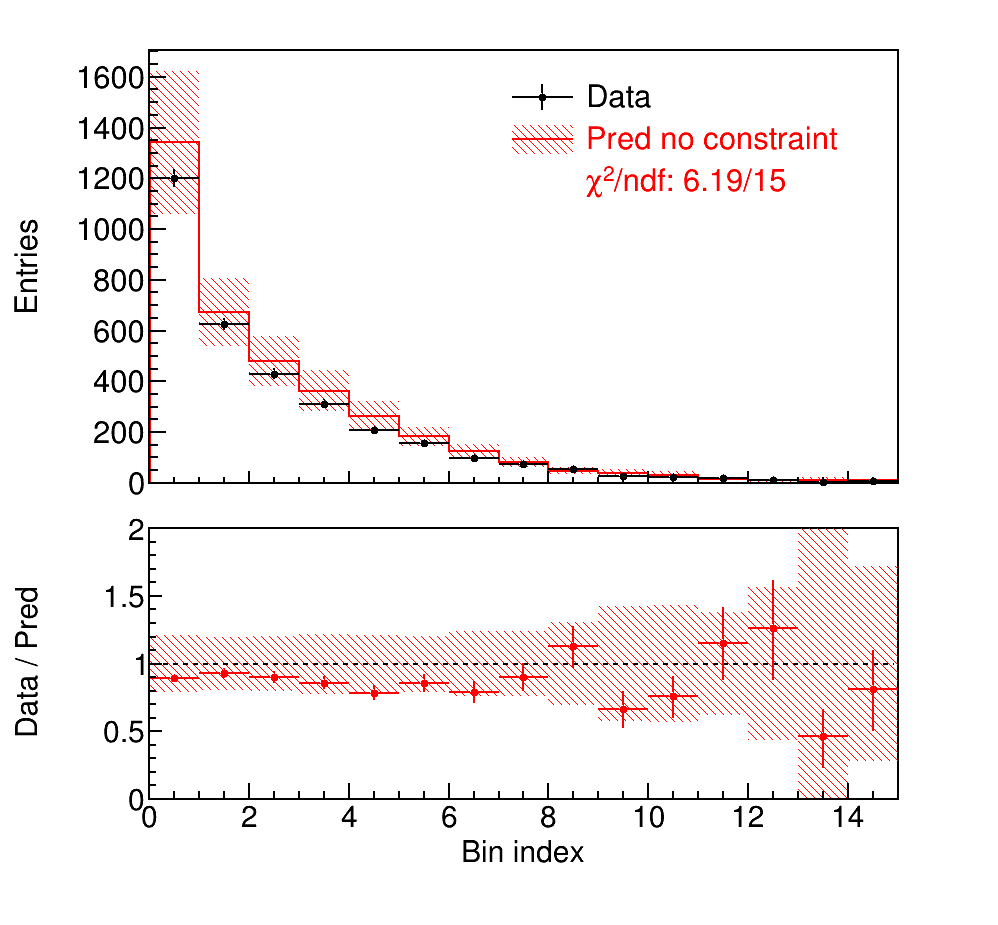 1600
1400
1200
1000
800
600
400
200
0
Entries
Data
Pred no constraint
χ²/ndf: 6.19/15
2
1.5
1
0.5
0
Data / Pred
0 2 4 6 8 10 12 14
Bin index